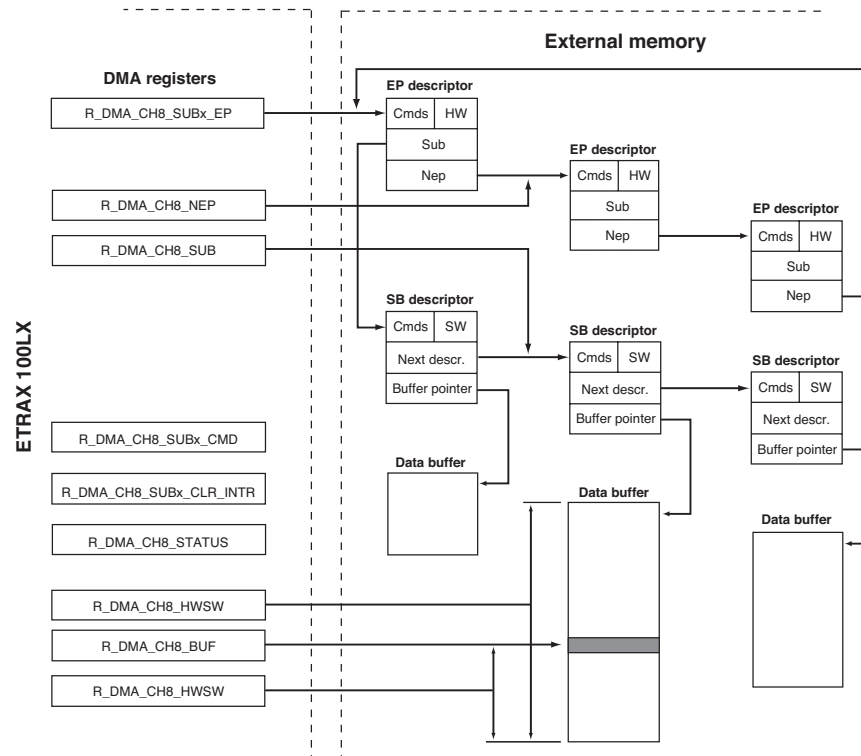 External memory
DMA registers
EP descriptor
R_DMA_CH8_SUBx_EP
Cmds HW
Sub
Nep
EP descriptor
Cmds HW
Sub
Nep
R_DMA_CH8_NEP
EP descriptor
Cmds HW
Sub
Nep
R_DMA_CH8_SUB
ETRAX 100LX
SB descriptor
Cmds SW
Next descr.
Buffer pointer
SB descriptor
Cmds SW
Next descr.
Buffer pointer
SB descriptor
Cmds SW
Next descr.
Buffer pointer
R_DMA_CH8_SUBx_CMD
Data buffer
R_DMA_CH8_SUBx_CLR_INTR
Data buffer
Data buffer
R_DMA_CH8_STATUS
R_DMA_CH8_HWSW
R_DMA_CH8_BUF
R_DMA_CH8_HWSW